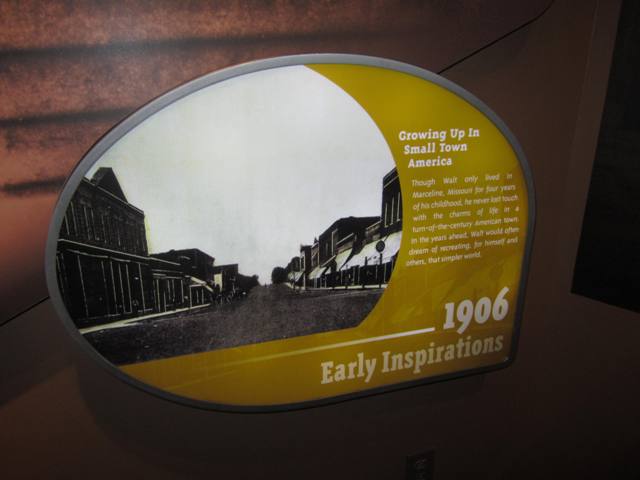 Growing Up In
Small Town
America
Though Walt only lived in
Marceline, Missouri for four years
of his childhood, he never lost touch
with the charms of life in a
turn-of-the-century American town.
In the years ahead, Walt would often
dream of recreating, for himself and
others, that simpler world.
1906
Early Inspirations